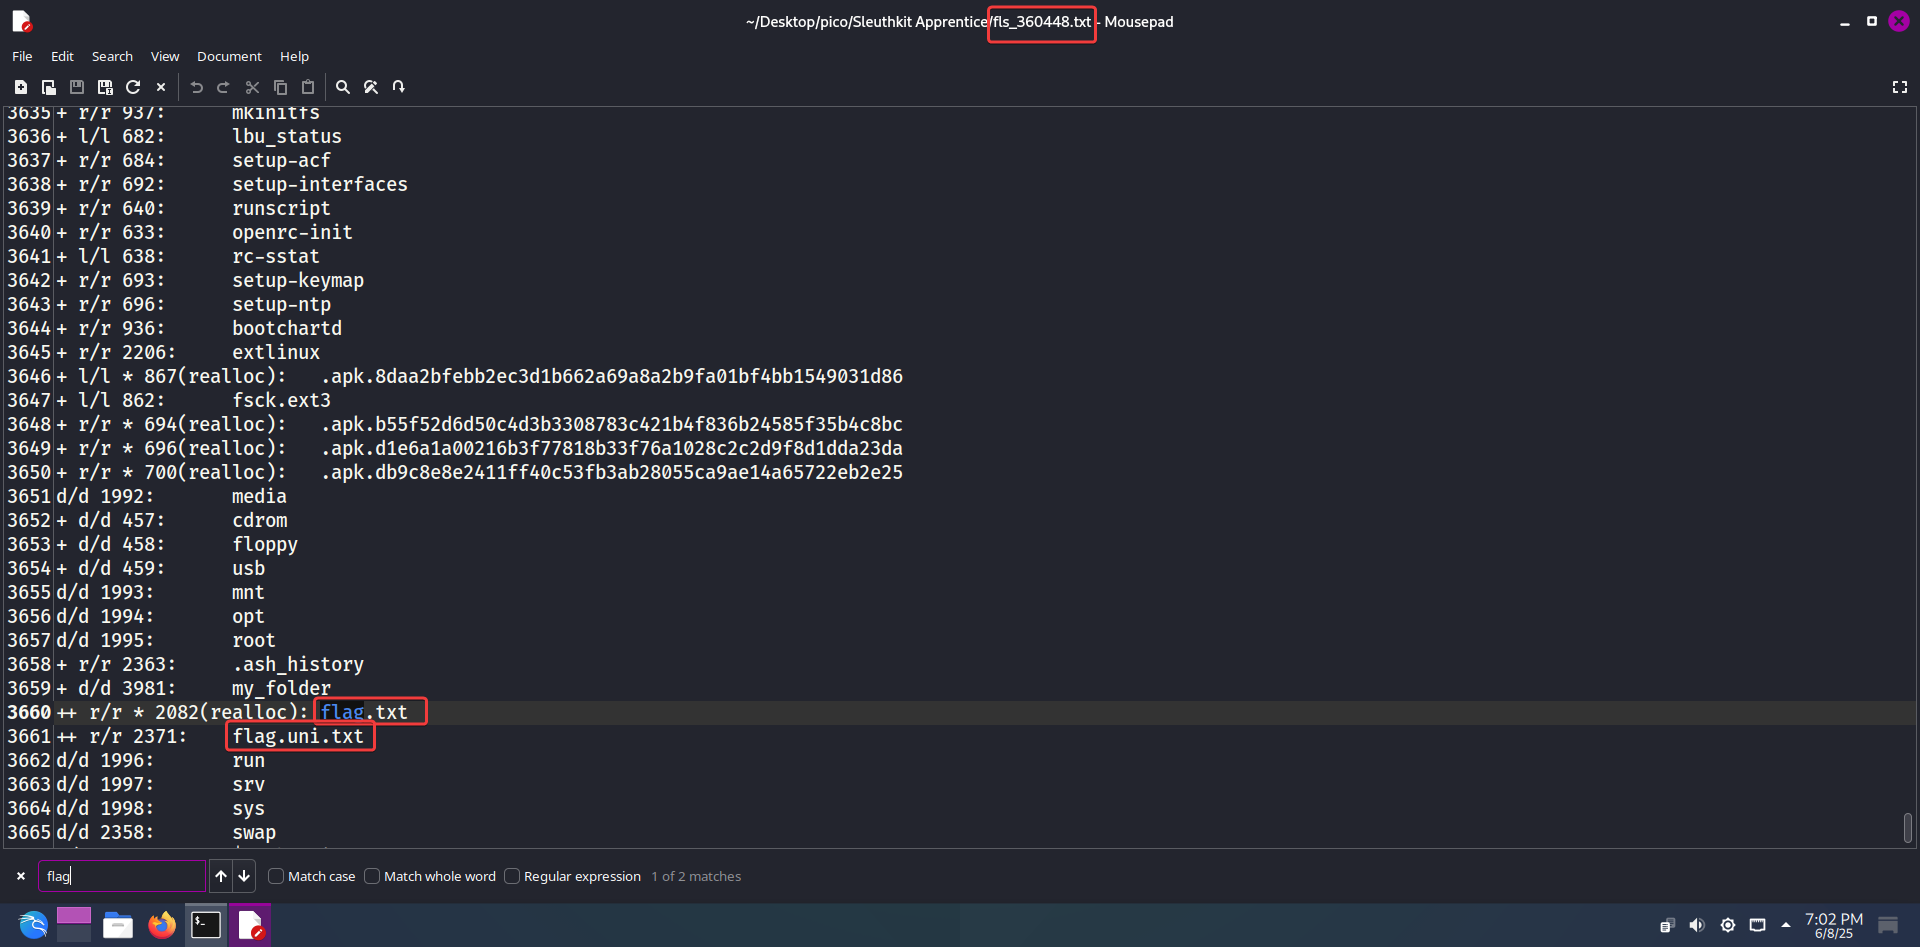 ~/Desktop/pico/Sleuthkit Apprentice/fls_360448.txt - Mousepad
File Edit Search View Document Help
3635 + r/r 937: mkinitfs
3636 + l/l 682: lbu_status
3637 + r/r 684: setup-acf
3638 + r/r 692: setup-interfaces
3639 + r/r 640: runscript
3640 + r/r 633: openrc-init
3641 + l/l 638: rc-sstat
3642 + r/r 693: setup-keymap
3643 + r/r 696: setup-ntp
3644 + r/r 936: bootchartd
3645 + r/r 2206: extlinux
3646 + l/l * 867(realloc): .apk.8daa2bfebb2ec3d1b662a69a8a2b9fa01bf4bb1549031d86
3647 + l/l 862: fsck.ext3
3648 + r/r * 694(realloc): .apk.b55f52d6d50c4d3b3308783c421b4f836b24585f35b4c8bc
3649 + r/r * 696(realloc): .apk.d1e6a1a00216b3f77818b33f76a1028c2c2d9f8d1dda23da
3650 + r/r * 700(realloc): .apk.db9c8e8e2411ff40c53fb3ab28055ca9ae14a65722eb2e25
3651 d/d 1992: media
3652 + d/d 457: cdrom
3653 + d/d 458: floppy
3654 + d/d 459: usb
3655 d/d 1993: mnt
3656 d/d 1994: opt
3657 d/d 1995: root
3658 + r/r 2363: .ash_history
3659 + d/d 3981: my_folder
3660 ++ r/r * 2082(realloc): flag.txt
3661 ++ r/r 2371: flag.uni.txt
3662 d/d 1996: run
3663 d/d 1997: srv
3664 d/d 1998: sys
3665 d/d 2358: swap
flag Match case Match whole word Regular expression 1 of 2 matches
7:02 PM
6/8/25